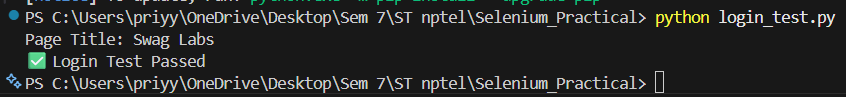 PS C:\Users\priyy\OneDrive\Desktop\Sem 7\ST nptel\Selenium_Practical> python login_test.py
Page Title: Swag Labs
✅ Login Test Passed
PS C:\Users\priyy\OneDrive\Desktop\Sem 7\ST nptel\Selenium_Practical>